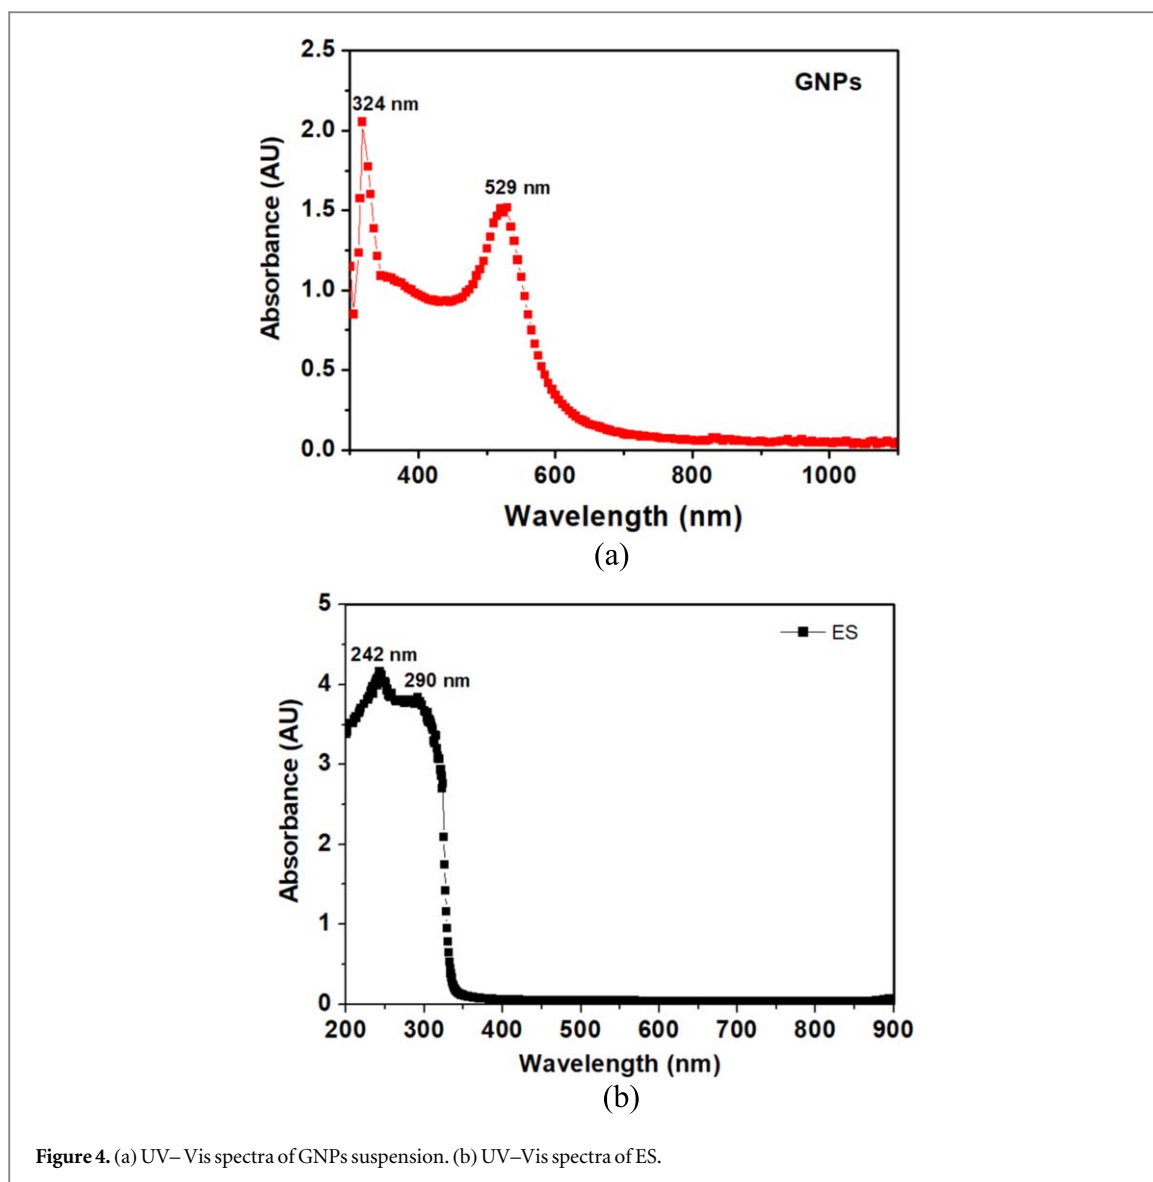 2.5
GNPs
324 nm
2.0
529 nm
1.5
Absorbance (AU)
1.0
0.5
0.0
400 600 800 1000
Wavelength (nm)
(a)
5
ES
242 nm
290 nm
4
3
Absorbance (AU)
2
1
0
200 300 400 500 600 700 800 900
Wavelength (nm)
(b)
Figure 4. (a) UV– Vis spectra of GNPs suspension. (b) UV–Vis spectra of ES.